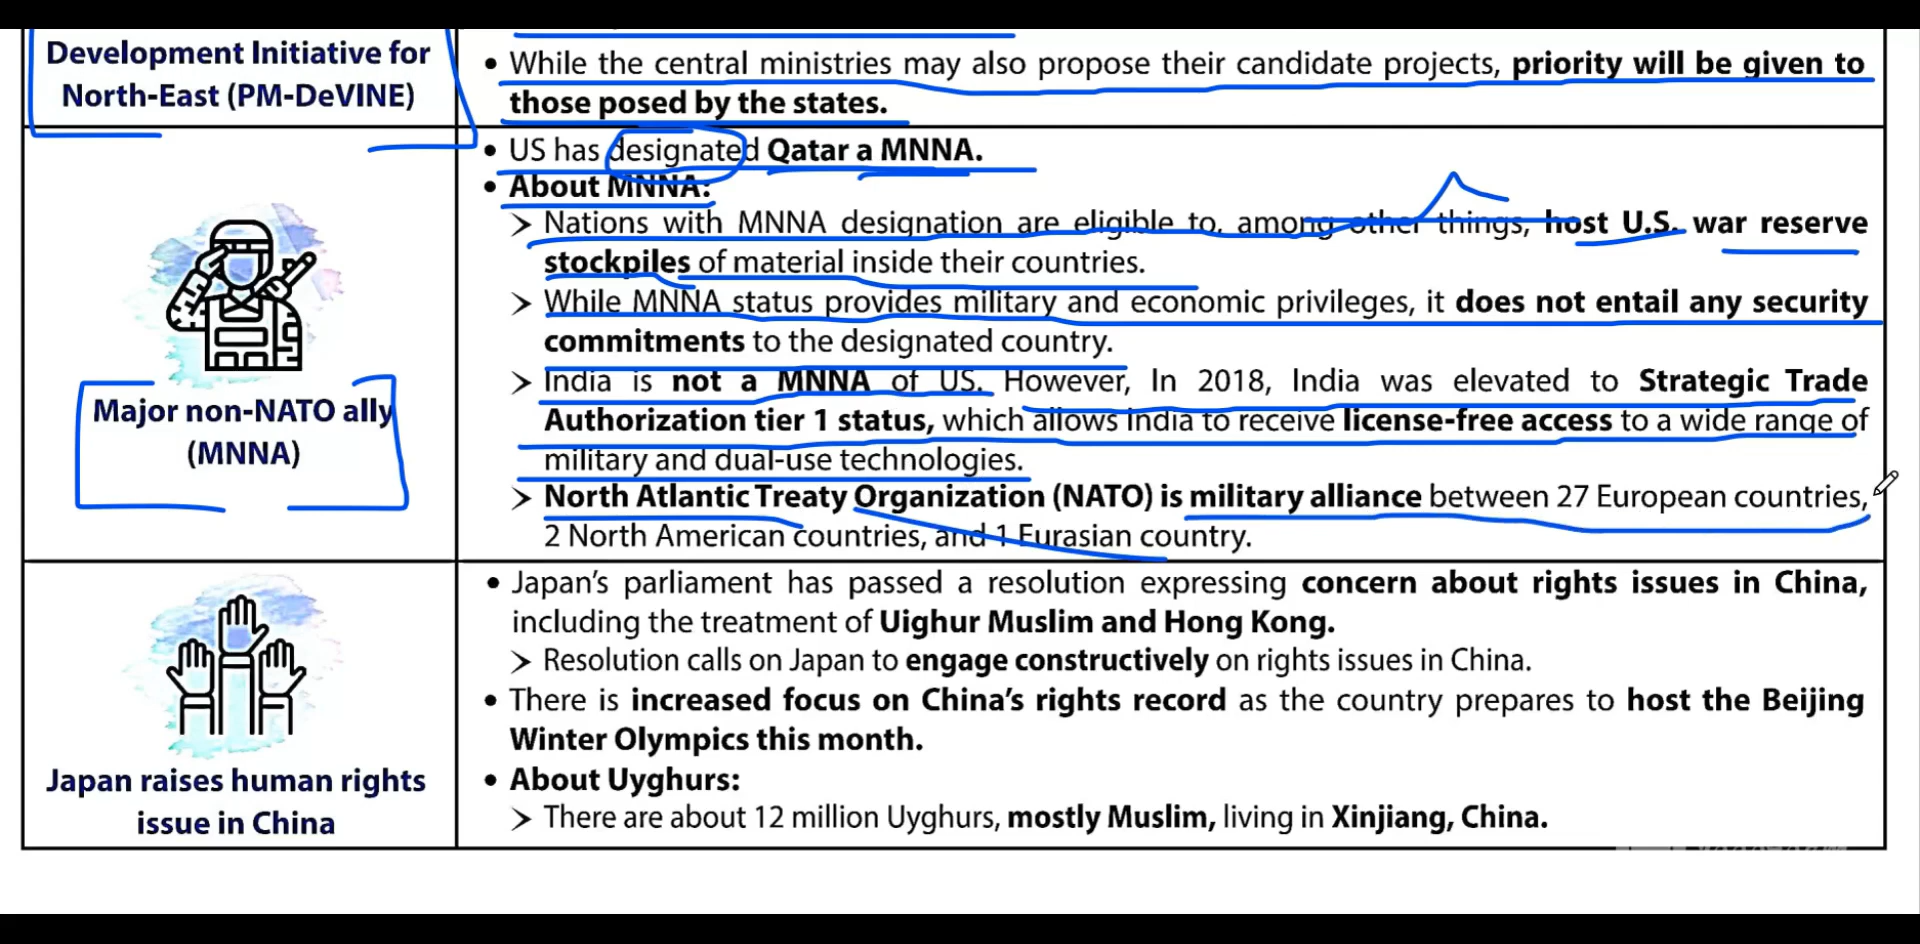 Development Initiative for
North-East (PM-DeVINE)
• While the central ministries may also propose their candidate projects, priority will be given to
those posed by the states.
Major non-NATO ally
(MNNA)
• US has designated Qatar a MNNA.
• About MNNA:
➢ Nations with MNNA designation are eligible to, among other things, host U.S. war reserve
stockpiles of material inside their countries.
➢ While MNNA status provides military and economic privileges, it does not entail any security
commitments to the designated country.
➢ India is not a MNNA of US. However, In 2018, India was elevated to Strategic Trade
Authorization tier 1 status, which allows India to receive license-free access to a wide range of
military and dual-use technologies.
➢ North Atlantic Treaty Organization (NATO) is military alliance between 27 European countries,
2 North American countries, and 1 Eurasian country.
Japan raises human rights
issue in China
• Japan’s parliament has passed a resolution expressing concern about rights issues in China,
including the treatment of Uighur Muslim and Hong Kong.
➢ Resolution calls on Japan to engage constructively on rights issues in China.
• There is increased focus on China’s rights record as the country prepares to host the Beijing
Winter Olympics this month.
• About Uyghurs:
➢ There are about 12 million Uyghurs, mostly Muslim, living in Xinjiang, China.